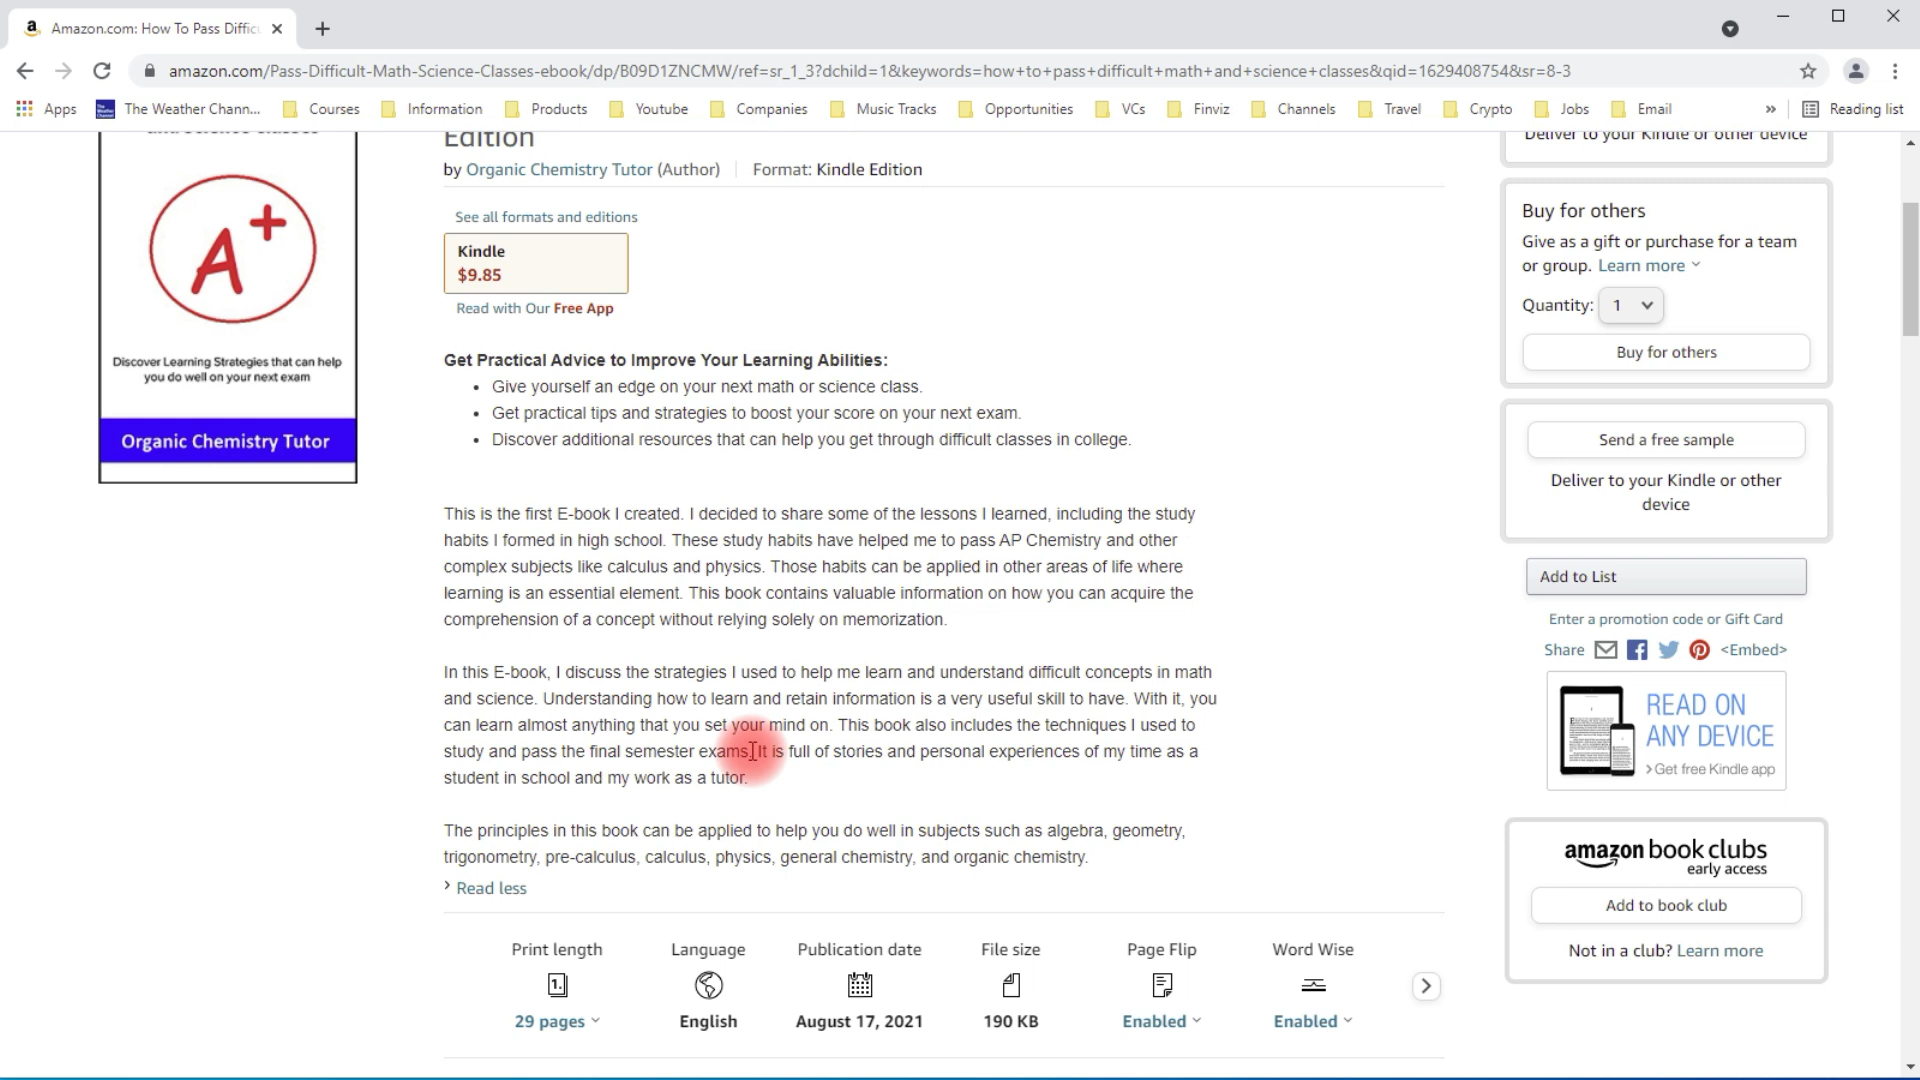 Amazon.com: How To Pass Difficu
amazon.com/Pass-Difficult-Math-Science-Classes-ebook/dp/B09D1ZNCMW/ref=sr_1_3?dchild=1&keywords=how+to+pass+difficult+math+and+science+classes&qid=1629408754&sr=8-3
Apps The Weather Chann... Courses Information Products Youtube Companies Music Tracks Opportunities VCs Finviz Channels Travel Crypto Jobs Email » Reading list
Edition
by Organic Chemistry Tutor (Author) Format: Kindle Edition
See all formats and editions
Kindle
$9.85
Read with Our Free App
A+
Discover Learning Strategies that can help
you do well on your next exam
Organic Chemistry Tutor
Get Practical Advice to Improve Your Learning Abilities:
• Give yourself an edge on your next math or science class.
• Get practical tips and strategies to boost your score on your next exam.
• Discover additional resources that can help you get through difficult classes in college.
This is the first E-book I created. I decided to share some of the lessons I learned, including the study
habits I formed in high school. These study habits have helped me to pass AP Chemistry and other
complex subjects like calculus and physics. Those habits can be applied in other areas of life where
learning is an essential element. This book contains valuable information on how you can acquire the
comprehension of a concept without relying solely on memorization.
In this E-book, I discuss the strategies I used to help me learn and understand difficult concepts in math
and science. Understanding how to learn and retain information is a very useful skill to have. With it, you
can learn almost anything that you set your mind on. This book also includes the techniques I used to
study and pass the final semester exams. It is full of stories and personal experiences of my time as a
student in school and my work as a tutor.
The principles in this book can be applied to help you do well in subjects such as algebra, geometry,
trigonometry, pre-calculus, calculus, physics, general chemistry, and organic chemistry.
Read less
Print length Language Publication date File size Page Flip Word Wise
1.
29 pages English August 17, 2021 190 KB Enabled Enabled
Deliver to your Kindle or other device
Buy for others
Give as a gift or purchase for a team
or group. Learn more
Quantity: 1
Buy for others
Send a free sample
Deliver to your Kindle or other
device
Add to List
Enter a promotion code or Gift Card
Share <Embed>
READ ON
ANY DEVICE
›Get free Kindle app
amazon book clubs
early access
Add to book club
Not in a club? Learn more